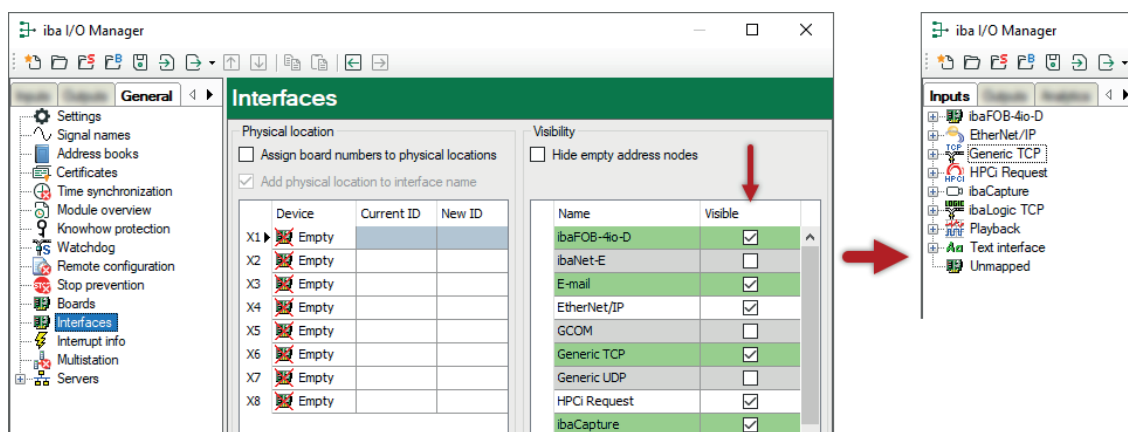 iba I/O Manager
General
Settings
Signal names
Address books
Certificates
Time synchronization
Module overview
Knowhow protection
Watchdog
Remote configuration
Stop prevention
Boards
Interfaces
Interrupt info
Multistation
Servers
Interfaces
Physical location
Assign board numbers to physical locations
Add physical location to interface name
Device Current ID New ID
X1 Empty
X2 Empty
X3 Empty
X4 Empty
X5 Empty
X6 Empty
X7 Empty
X8 Empty
Visibility
Hide empty address nodes
Name Visible
ibaFOB-4io-D
ibaNet-E
E-mail
EtherNet/IP
GCOM
Generic TCP
Generic UDP
HPCi Request
ibaCapture
iba I/O Manager
Inputs
ibaFOB-4io-D
EtherNet/IP
TCP Generic TCP
HPCi HPCi Request
ibaCapture
LOGIC ibaLogic TCP
Playback
Aa Text interface
Unmapped